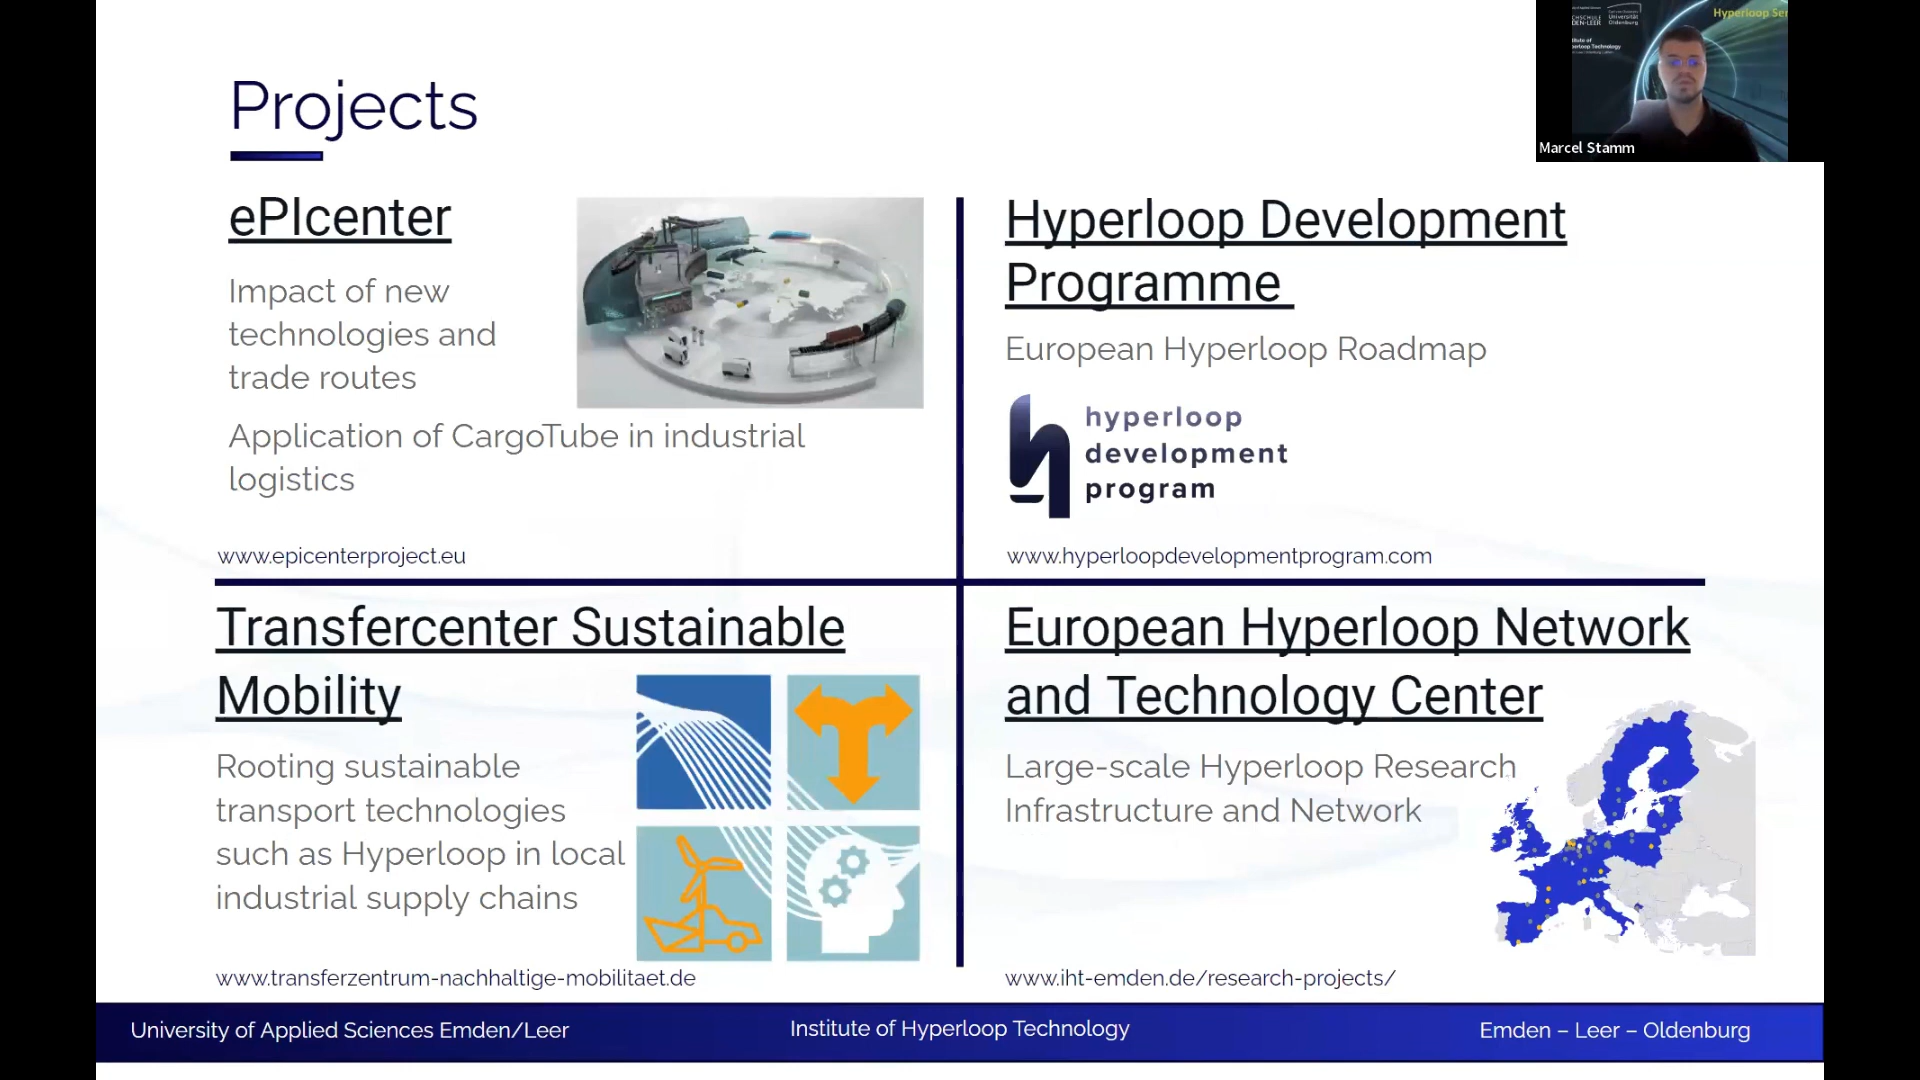 Projects
ePIcenter
Impact of new
technologies and
trade routes
Application of CargoTube in industrial
logistics
www.epicenterproject.eu
Hyperloop Development
Programme
European Hyperloop Roadmap
hyperloop
development
program
www.hyperloopdevelopmentprogram.com
Transfercenter Sustainable
Mobility
Rooting sustainable
transport technologies
such as Hyperloop in local
industrial supply chains
www.transferzentrum-nachhaltige-mobilitaet.de
European Hyperloop Network
and Technology Center
Large-scale Hyperloop Research
Infrastructure and Network
www.iht-emden.de/research-projects/
University of Applied Sciences Emden/Leer
Institute of Hyperloop Technology
Emden – Leer – Oldenburg
Hyperloop Se
Universität
Oldenburg
Marcel Stamm